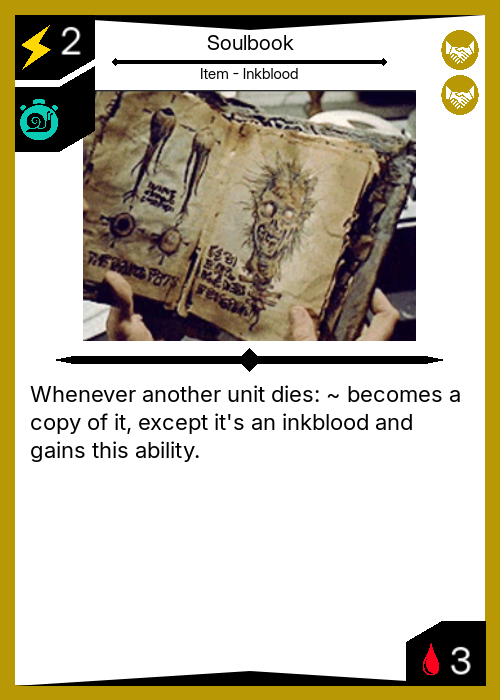 2
Soulbook
Item - Inkblood
Whenever another unit dies: ~ becomes a
copy of it, except it's an inkblood and
gains this ability.
3